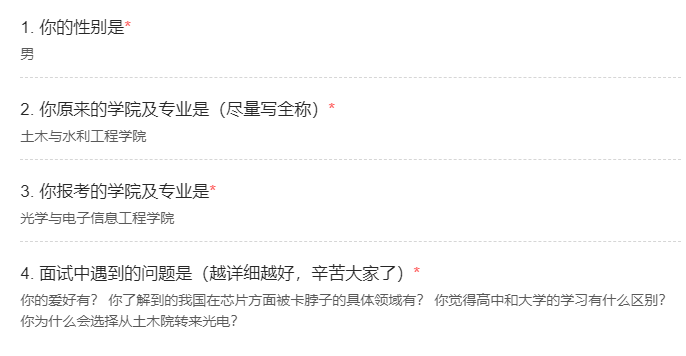 1. 你的性别是*
男
2. 你原来的学院及专业是（尽量写全称）*
土木与水利工程学院
3. 你报考的学院及专业是*
光学与电子信息工程学院
4. 面试中遇到的问题是（越详细越好，辛苦大家了）*
你的爱好有？ 你了解到的我国在芯片方面被卡脖子的具体领域有？ 你觉得高中和大学的学习有什么区别？
你为什么会选择从土木院转来光电？